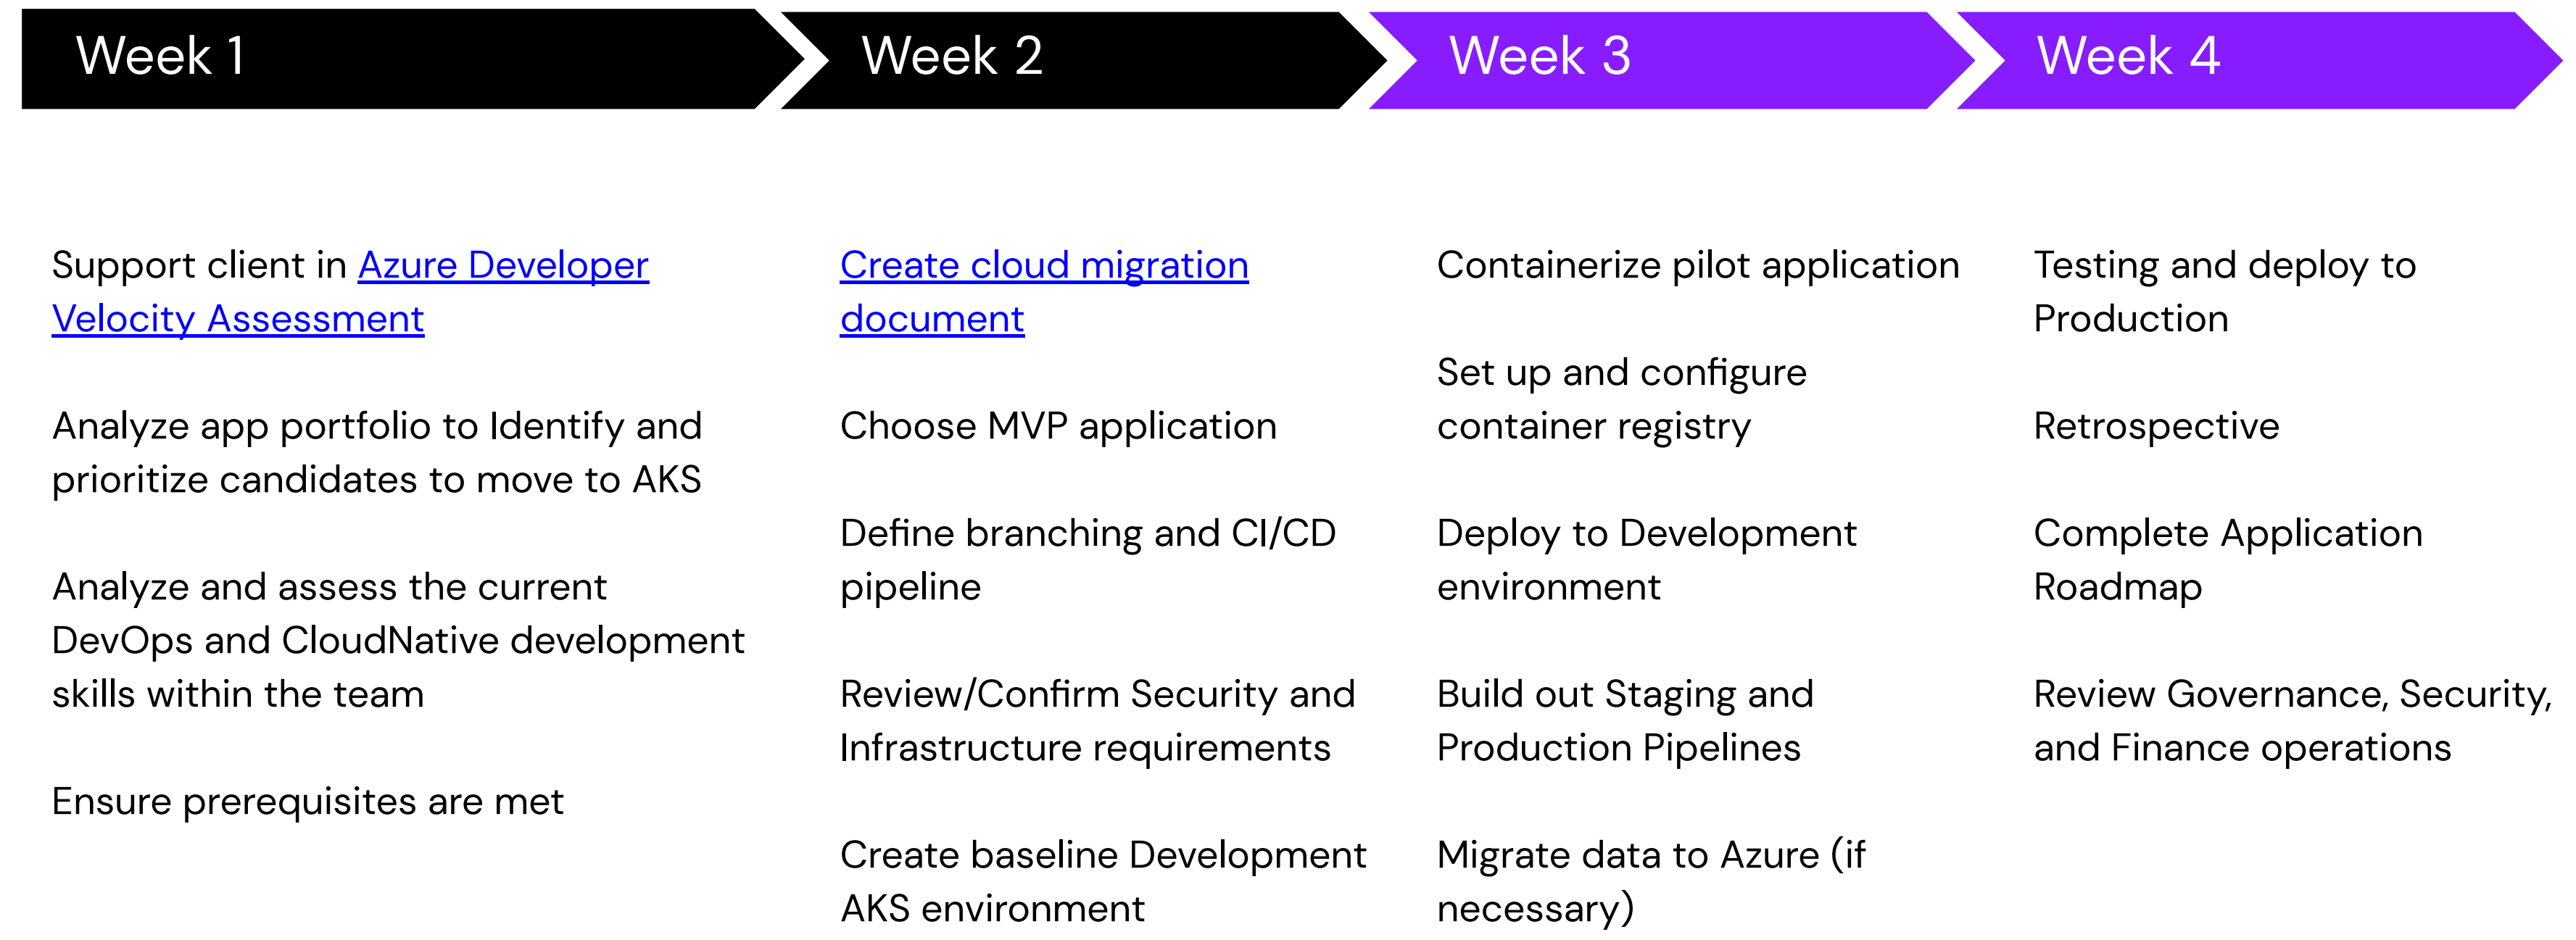 Week 1
Week 2
Week 3
Week 4
Support client in Azure Developer
Velocity Assessment
Analyze app portfolio to Identify and
prioritize candidates to move to AKS
Analyze and assess the current
DevOps and CloudNative development
skills within the team
Ensure prerequisites are met
Create cloud migration
document
Choose MVP application
Define branching and CI/CD
pipeline
Review/Confirm Security and
Infrastructure requirements
Create baseline Development
AKS environment
Containerize pilot application
Set up and configure
container registry
Deploy to Development
environment
Build out Staging and
Production Pipelines
Migrate data to Azure (if
necessary)
Testing and deploy to
Production
Retrospective
Complete Application
Roadmap
Review Governance, Security,
and Finance operations